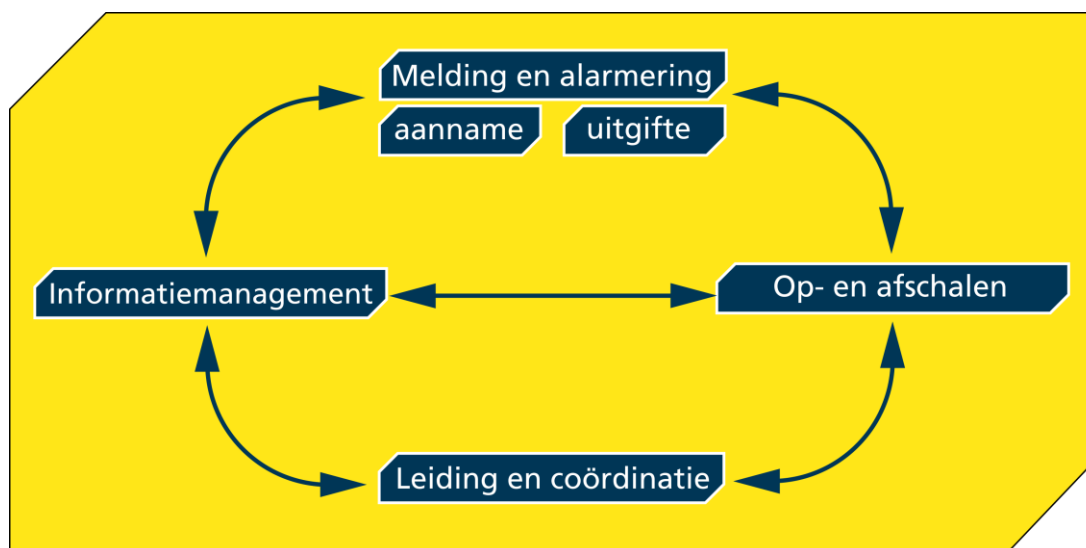 Melding en alarmering
aanname
uitgifte
Informatiemanagement
Op- en afschalen
Leiding en coördinatie